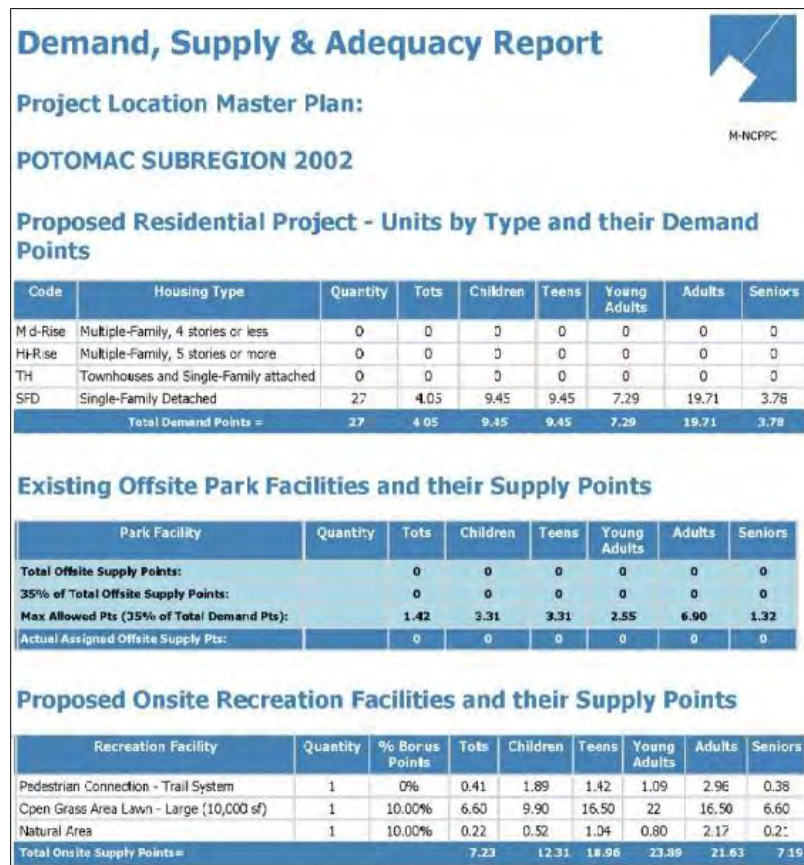 Demand, Supply & Adequacy Report
M-NCPPC
Project Location Master Plan:
POTOMAC SUBREGION 2002
Proposed Residential Project - Units by Type and their Demand
Points
Code Housing Type Quantity Tots Children Teens Young Adults Adults Seniors
Mid-Rise Multiple-Family, 4 stories or less 0 0 0 0 0 0 0
Hi-Rise Multiple-Family, 5 stories or more 0 0 0 0 0 0 0
TH Townhouses and Single-Family attached 0 0 0 0 0 0 0
SFD Single-Family Detached 27 4.05 9.45 9.45 7.29 19.71 3.78
Total Demand Points = 27 4.05 9.45 9.45 7.29 19.71 3.78
Existing Offsite Park Facilities and their Supply Points
Park Facility Quantity Tots Children Teens Young Adults Adults Seniors
Total Offsite Supply Points: 0 0 0 0 0 0
35% of Total Offsite Supply Points: 0 0 0 0 0 0
Max Allowed Pts (35% of Total Demand Pts): 1.42 3.31 3.31 2.55 6.90 1.32
Actual Assigned Offsite Supply Pts: 0 0 0 0 0 0
Proposed Onsite Recreation Facilities and their Supply Points
Recreation Facility Quantity % Bonus Points Tots Children Teens Young Adults Adults Seniors
Pedestrian Connection - Trail System 1 0% 0.41 1.89 1.42 1.09 2.96 0.38
Open Grass Area Lawn - Large (10,000 sf) 1 10.00% 6.60 9.90 16.50 22 16.50 6.60
Natural Area 1 10.00% 0.22 0.52 1.04 0.80 2.17 0.21
Total Onsite Supply Points= 7.23 12.31 18.96 23.89 21.63 7.19